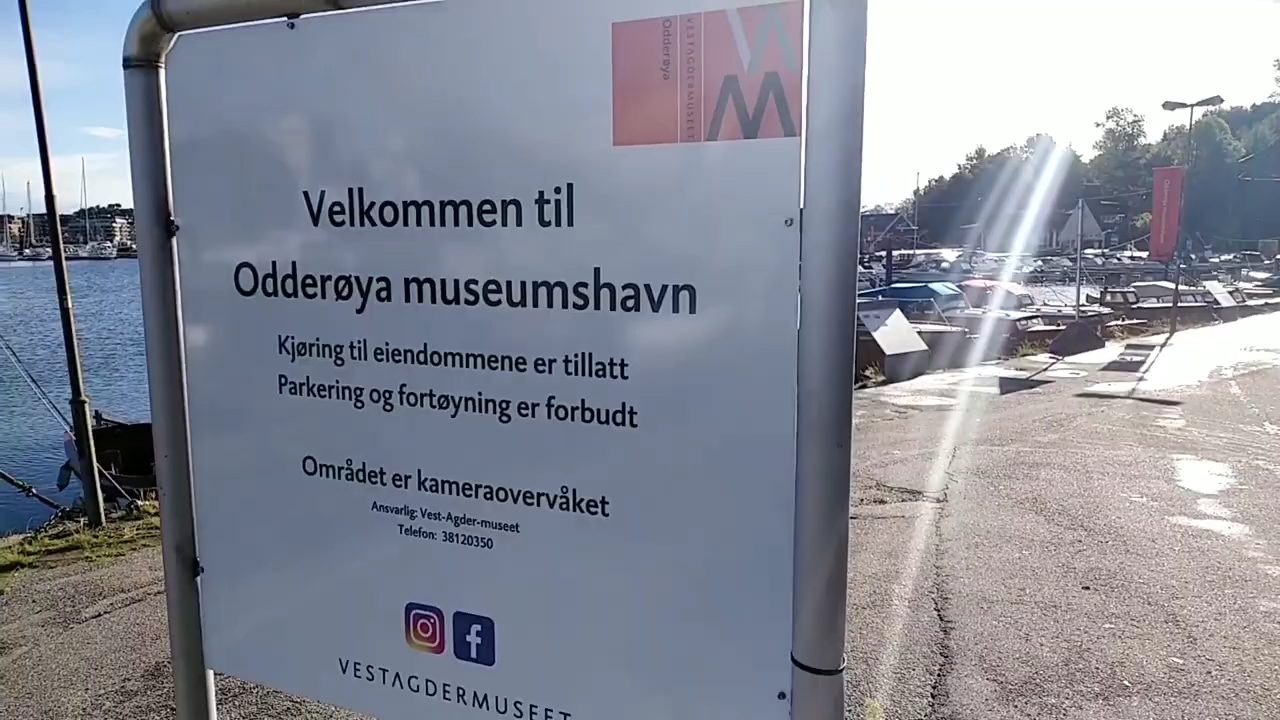 Odderøya
VESTAGDERMUSEET
Velkommen til
Odderøya museumshavn
Kjøring til eiendommene er tillatt
Parkering og fortøyning er forbudt
Området er kameraovervåket
Ansvarlig: Vest-Agder-museet
Telefon: 38120350
VESTAGDERMUSEET